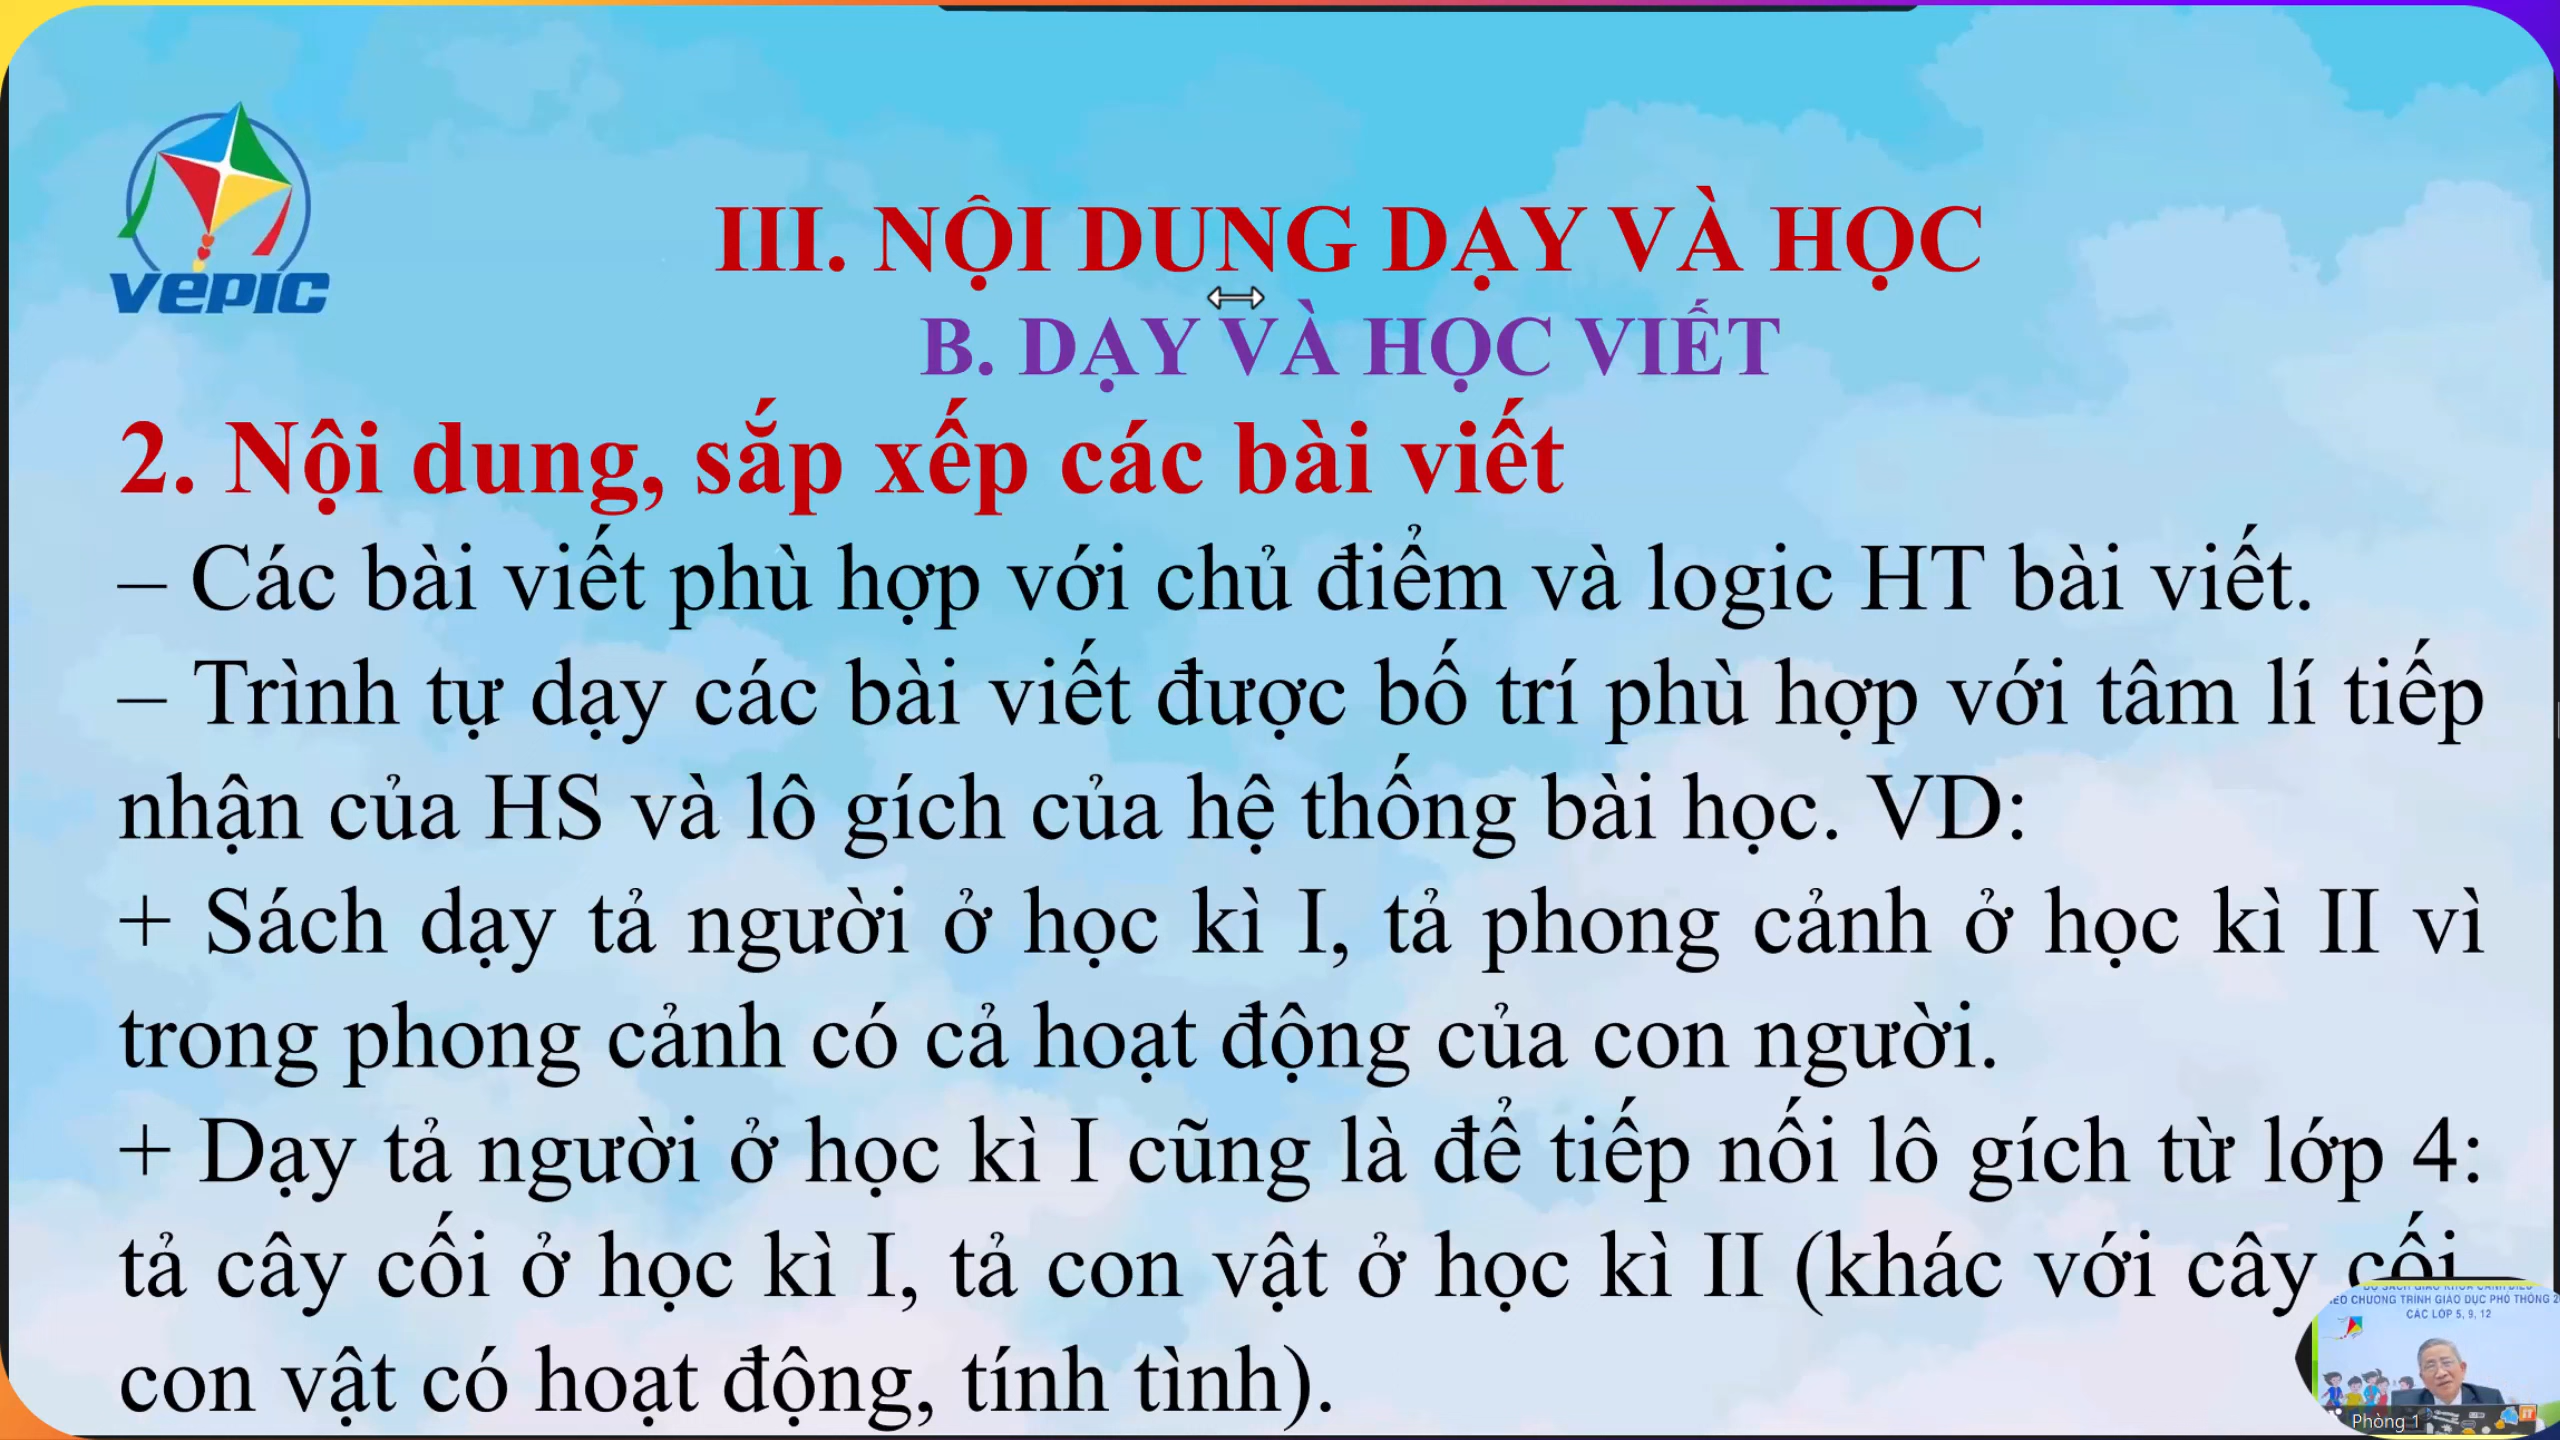 vepic
III. NỘI DUNG DẠY VÀ HỌC
B. DẠY VÀ HỌC VIẾT
2. Nội dung, sắp xếp các bài viết
– Các bài viết phù hợp với chủ điểm và logic HT bài viết.
– Trình tự dạy các bài viết được bố trí phù hợp với tâm lí tiếp
nhận của HS và lô gích của hệ thống bài học. VD:
+ Sách dạy tả người ở học kì I, tả phong cảnh ở học kì II vì
trong phong cảnh có cả hoạt động của con người.
+ Dạy tả người ở học kì I cũng là để tiếp nối lô gích từ lớp 4:
tả cây cối ở học kì I, tả con vật ở học kì II (khác với cây cối
con vật có hoạt động, tính tình).
CHƯƠNG TRÌNH GIÁO DỤC PHỔ THÔNG
CÁC LỚP 5, 9, 12
Phòng 1